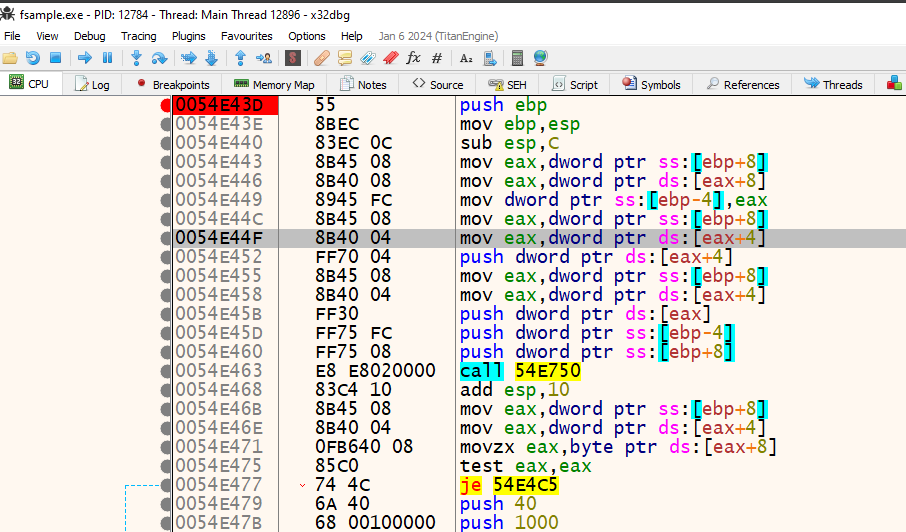 fsample.exe - PID: 12784 - Thread: Main Thread 12896 - x32dbg
File View Debug Tracing Plugins Favourites Options Help Jan 6 2024 (TitanEngine)
CPU Log Breakpoints Memory Map Notes Source SEH Script Symbols References Threads
0054E43D 55 push ebp
0054E43E 8BEC mov ebp,esp
0054E440 83EC 0C sub esp,C
0054E443 8B45 08 mov eax,dword ptr ss:[ebp+8]
0054E446 8B40 08 mov eax,dword ptr ds:[eax+8]
0054E449 8945 FC mov dword ptr ss:[ebp-4],eax
0054E44C 8B45 08 mov eax,dword ptr ss:[ebp+8]
0054E44F 8B40 04 mov eax,dword ptr ds:[eax+4]
0054E452 FF70 04 push dword ptr ds:[eax+4]
0054E455 8B45 08 mov eax,dword ptr ss:[ebp+8]
0054E458 8B40 04 mov eax,dword ptr ds:[eax+4]
0054E45B FF30 push dword ptr ds:[eax]
0054E45D FF75 FC push dword ptr ss:[ebp-4]
0054E460 FF75 08 push dword ptr ss:[ebp+8]
0054E463 E8 E8020000 call 54E750
0054E468 83C4 10 add esp,10
0054E46B 8B45 08 mov eax,dword ptr ss:[ebp+8]
0054E46E 8B40 04 mov eax,dword ptr ds:[eax+4]
0054E471 0FB640 08 movzx eax,byte ptr ds:[eax+8]
0054E475 85C0 test eax,eax
0054E477 74 4C je 54E4C5
0054E479 6A 40 push 40
0054E47B 68 00100000 push 1000